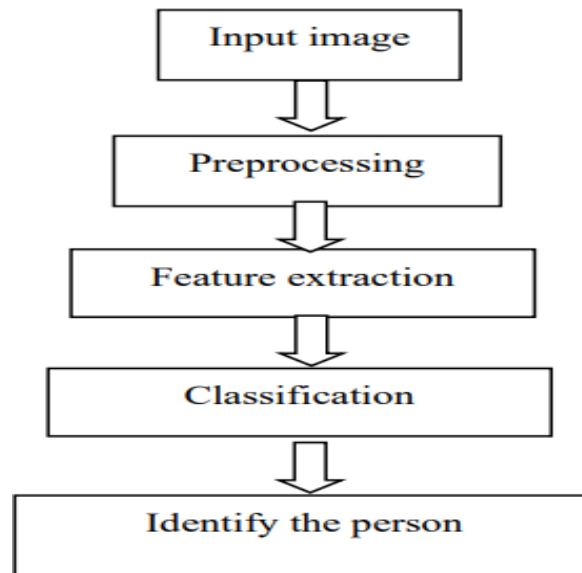 Input image
Preprocessing
Feature extraction
Classification
Identify the person